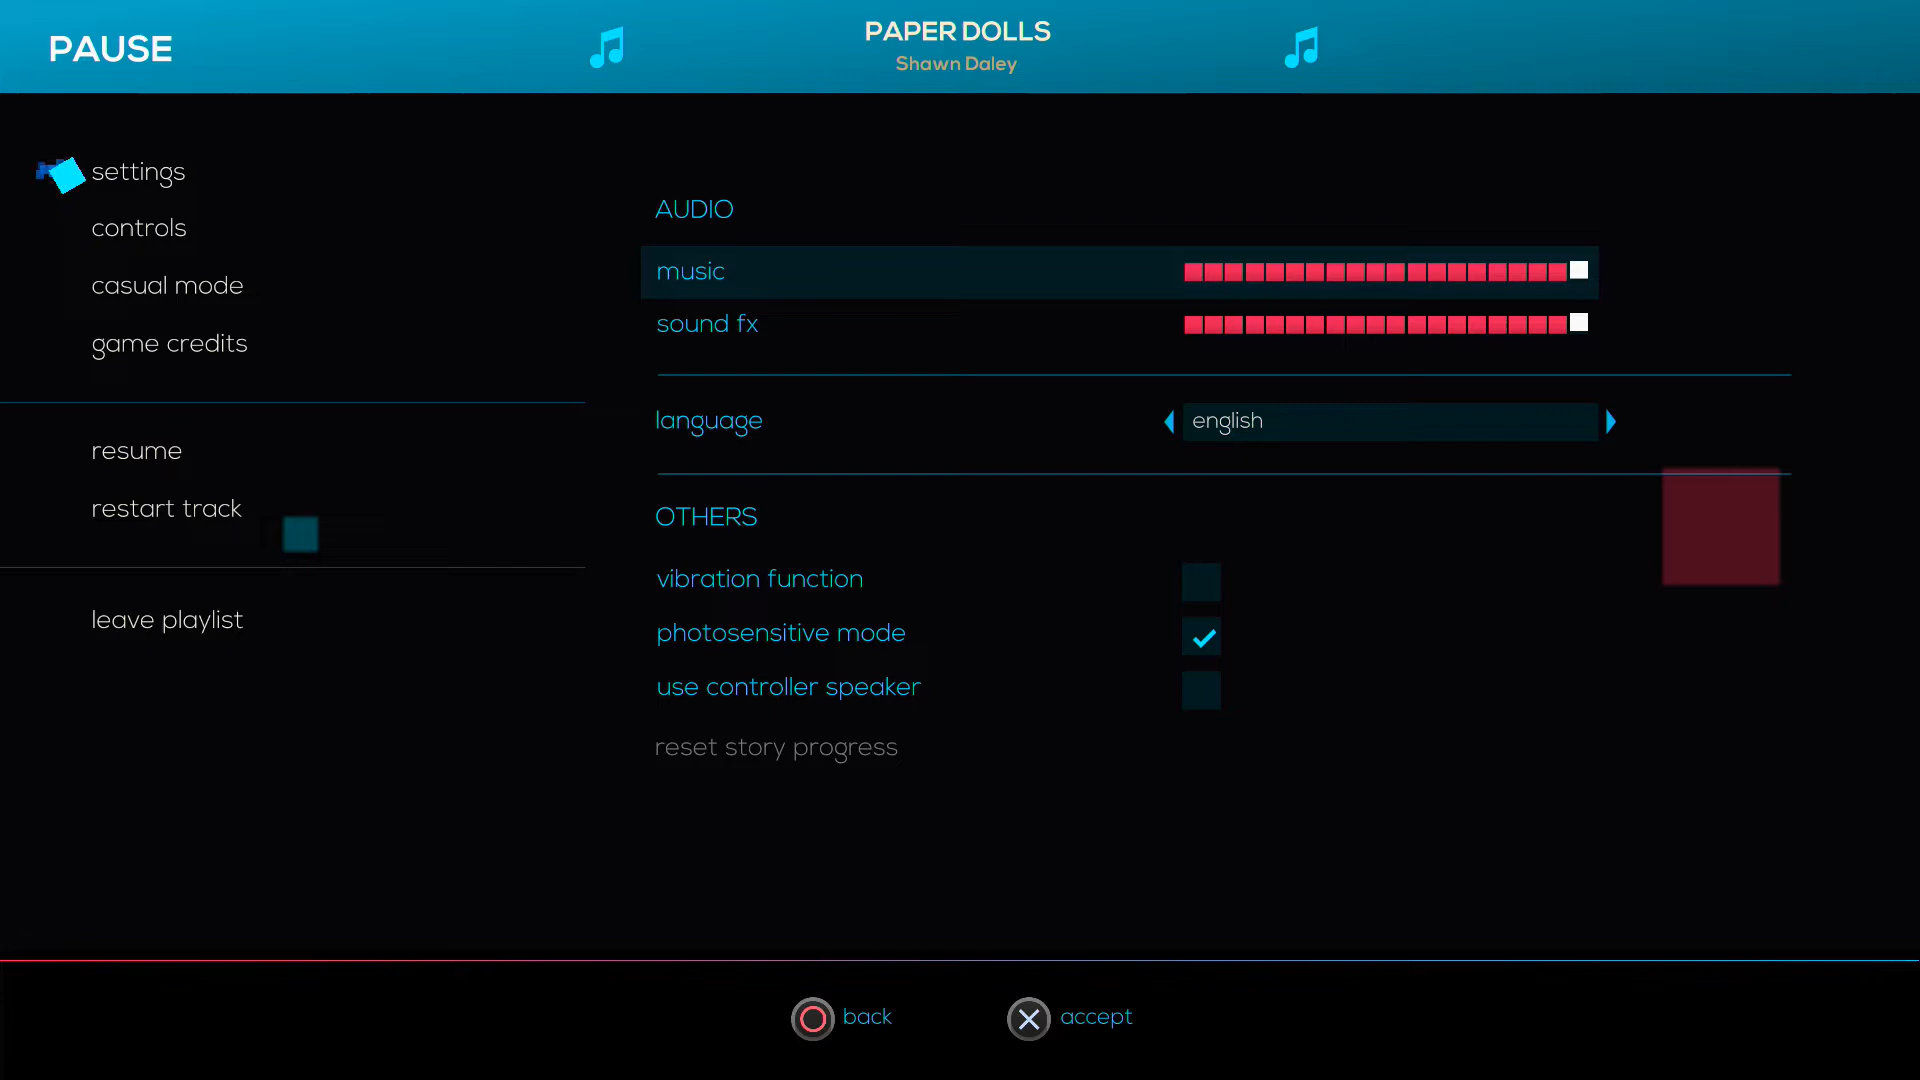 PAUSE
PAPER DOLLS
Shawn Daley
settings
controls
casual mode
game credits
resume
restart track
leave playlist
AUDIO
music
sound fx
language
english
OTHERS
vibration function
photosensitive mode
use controller speaker
reset story progress
back
accept